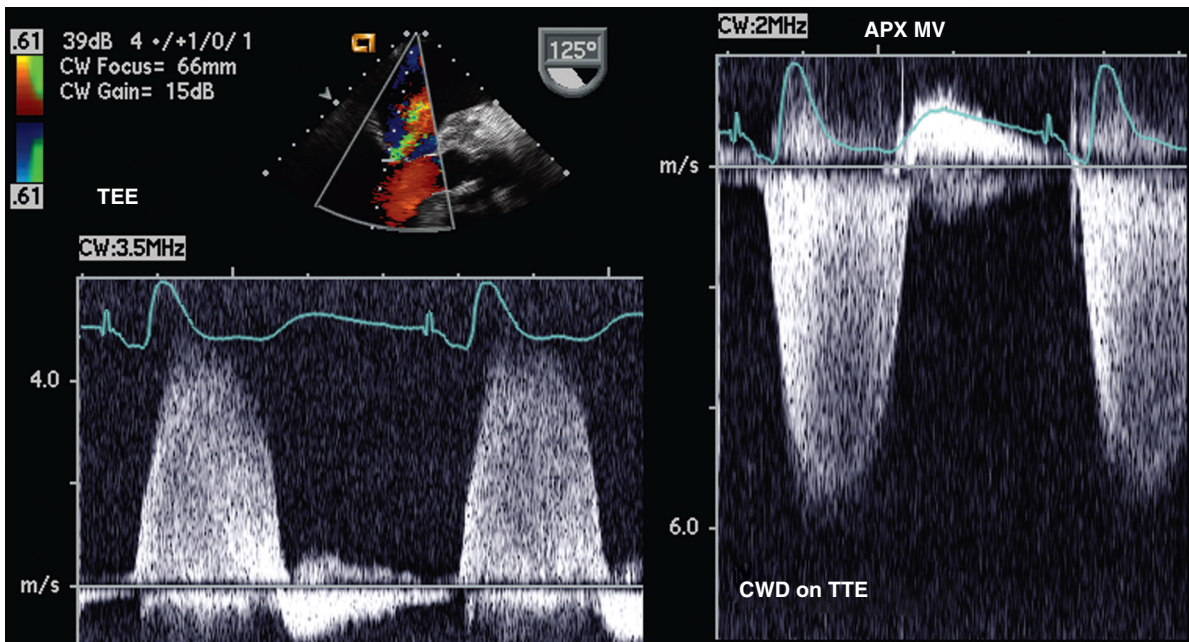 .61
39dB 4 •/+1/0/ 1
CW Focus= 66mm
CW Gain= 15dB
.61
TEE
125º
CW:3.5MHz
4.0
m/s
CW:2MHz
APX MV
m/s
6.0
CWD on TTE